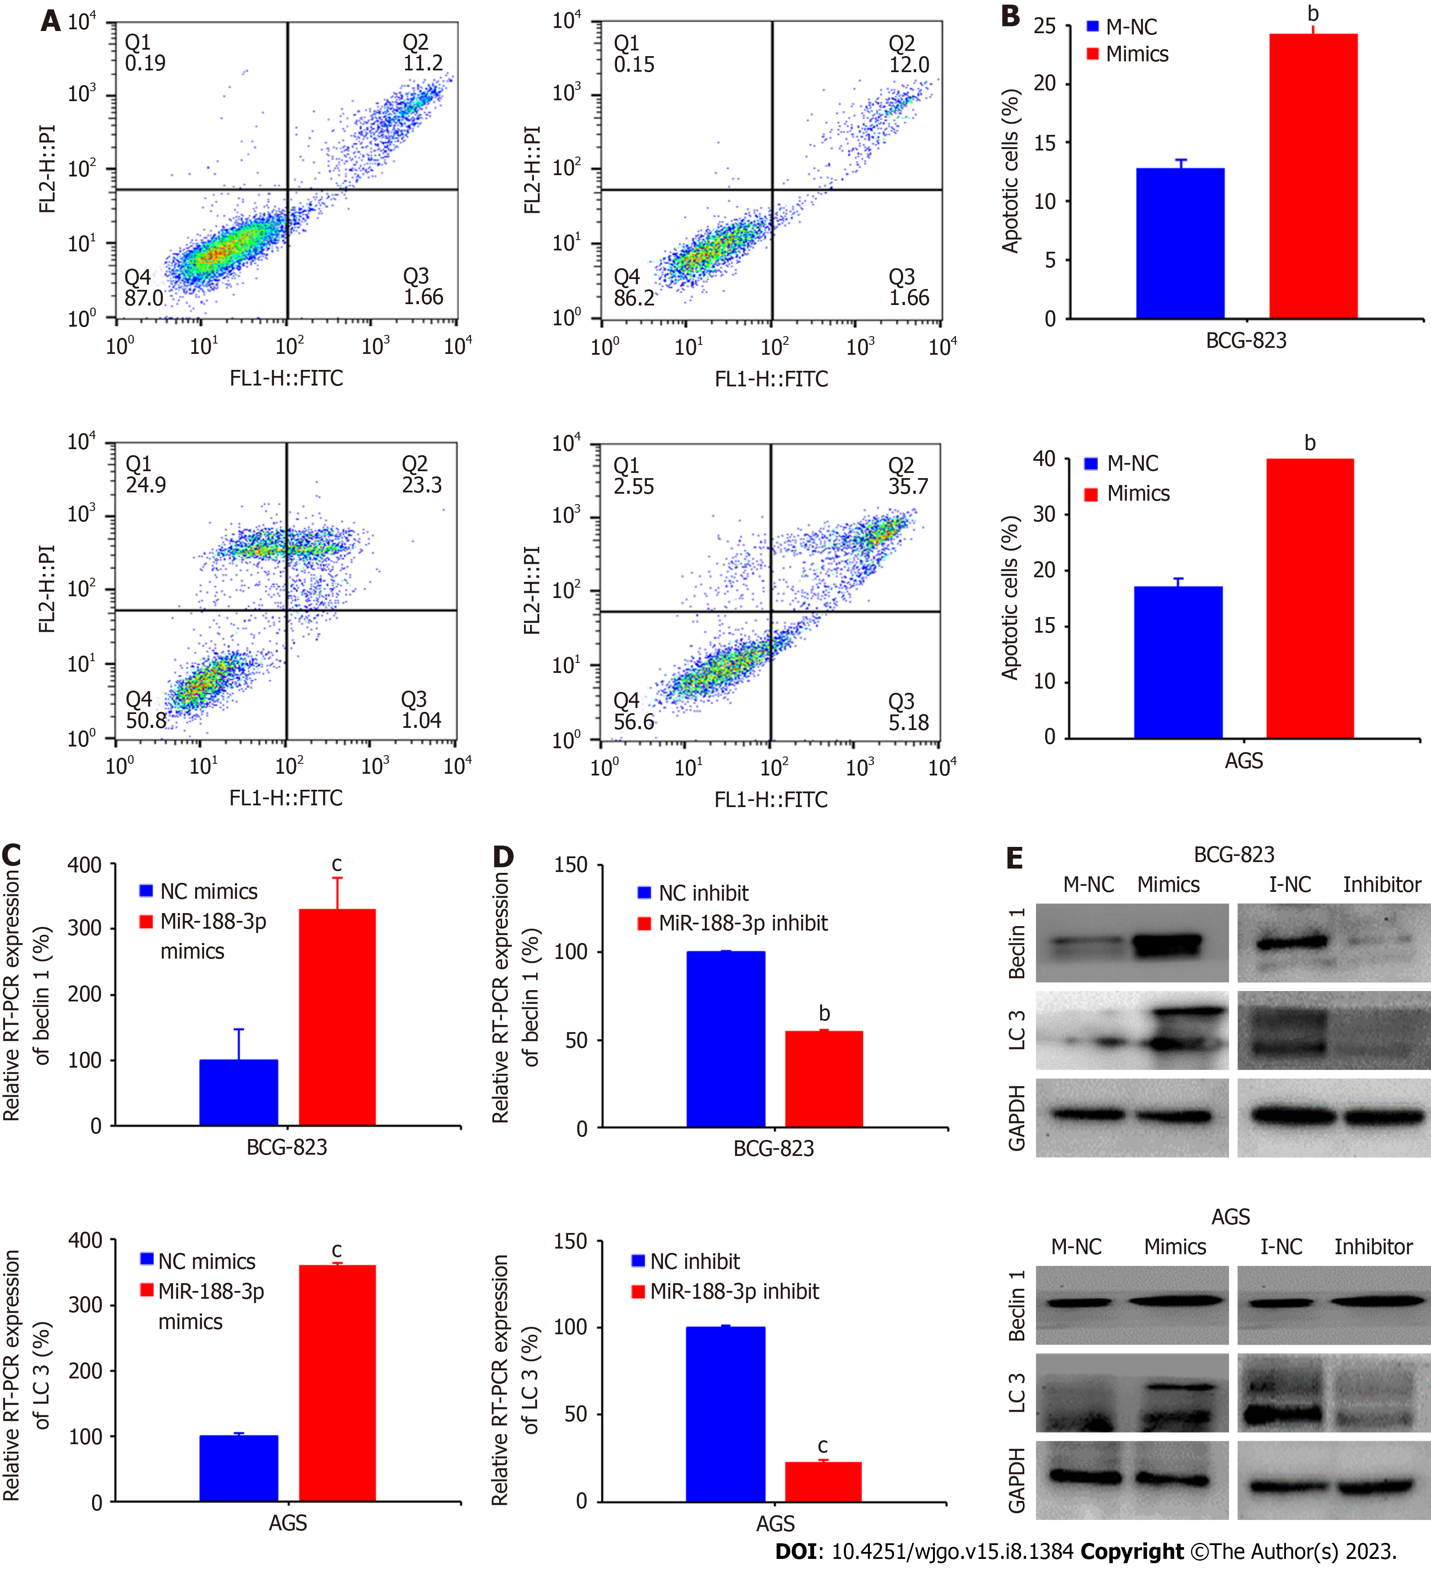 A
10⁴
10³
10²
10¹
10⁰
FL2-H::PI
Q1
0.19
Q2
11.2
Q4
87.0
Q3
1.66
10⁰ 10¹ 10² 10³ 10⁴
FL1-H::FITC
10⁴
10³
10²
10¹
10⁰
FL2-H::PI
Q1
0.15
Q2
12.0
Q4
86.2
Q3
1.66
10⁰ 10¹ 10² 10³ 10⁴
FL1-H::FITC
10⁴
10³
10²
10¹
10⁰
FL2-H::PI
Q1
24.9
Q2
23.3
Q4
50.8
Q3
1.04
10⁰ 10¹ 10² 10³ 10⁴
FL1-H::FITC
10⁴
10³
10²
10¹
10⁰
FL2-H::PI
Q1
2.55
Q2
35.7
Q4
56.6
Q3
5.18
10⁰ 10¹ 10² 10³ 10⁴
FL1-H::FITC
B
Apototic cells (%)
25
20
15
10
5
0
M-NC
Mimics
b
BCG-823
Apototic cells (%)
40
30
20
15
10
0
M-NC
Mimics
b
AGS
C
Relative RT-PCR expression
of beclin 1 (%)
400
300
200
100
0
NC mimics
MiR-188-3p
mimics
c
BCG-823
Relative RT-PCR expression
of LC 3 (%)
400
300
200
100
0
NC mimics
MiR-188-3p
mimics
c
AGS
D
Relative RT-PCR expression
of beclin 1 (%)
150
100
50
0
NC inhibit
MiR-188-3p inhibit
b
BCG-823
Relative RT-PCR expression
of LC 3 (%)
150
100
50
0
NC inhibit
MiR-188-3p inhibit
c
AGS
E
BCG-823
M-NC Mimics I-NC Inhibitor
Beclin 1
LC 3
GAPDH
AGS
M-NC Mimics I-NC Inhibitor
Beclin 1
LC 3
GAPDH
DOI: 10.4251/wjgo.v15.i8.1384 Copyright ©The Author(s) 2023.